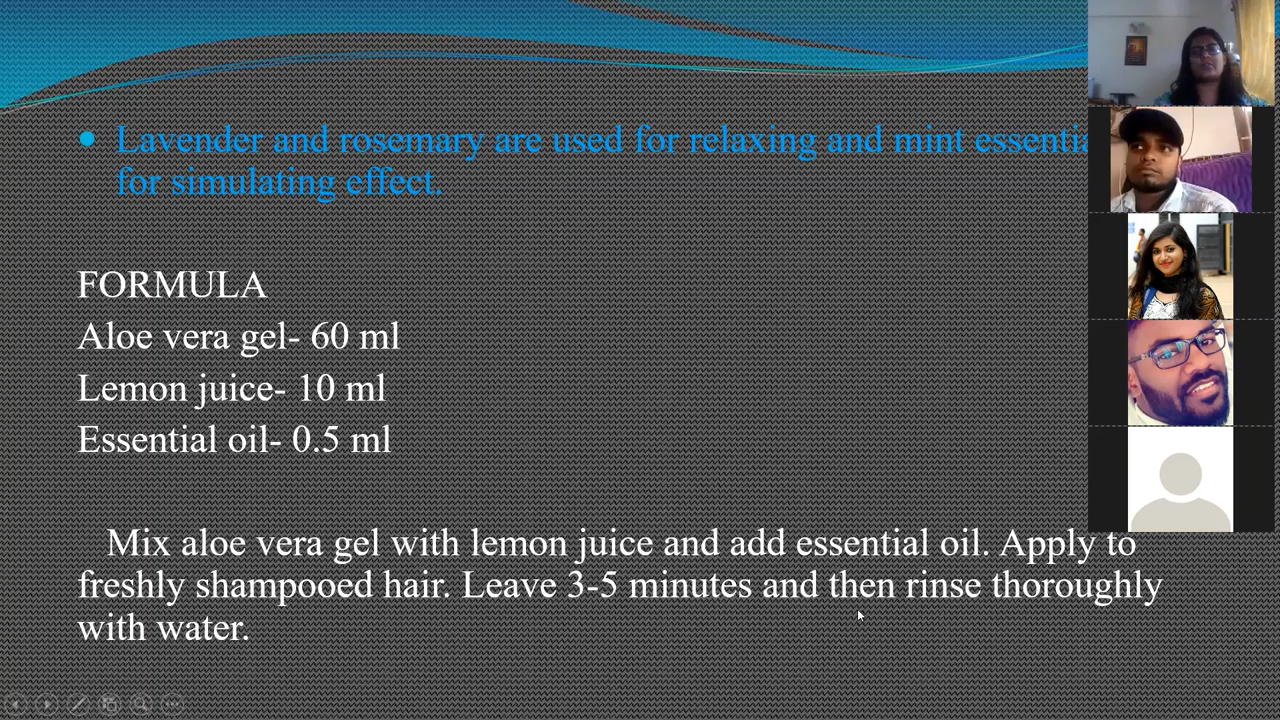 Lavender and rosemary are used for relaxing and mint
for simulating effect.
FORMULA
Aloe vera gel- 60 ml
Lemon juice- 10 ml
Essential oil- 0.5 ml
Mix aloe vera gel with lemon juice and add essential oil. Apply to
freshly shampooed hair. Leave 3-5 minutes and then rinse thoroughly
with water.